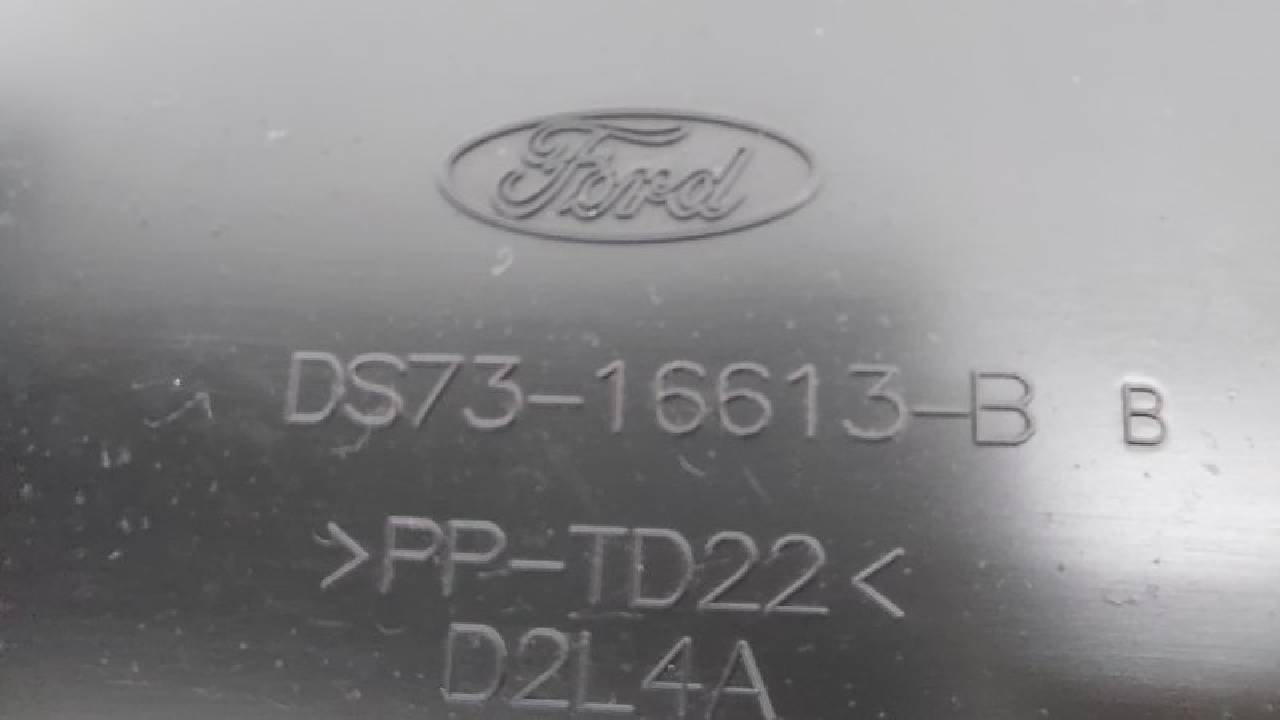 Ford
DS73-16613-B B
>PP-TD22<
D2L4A